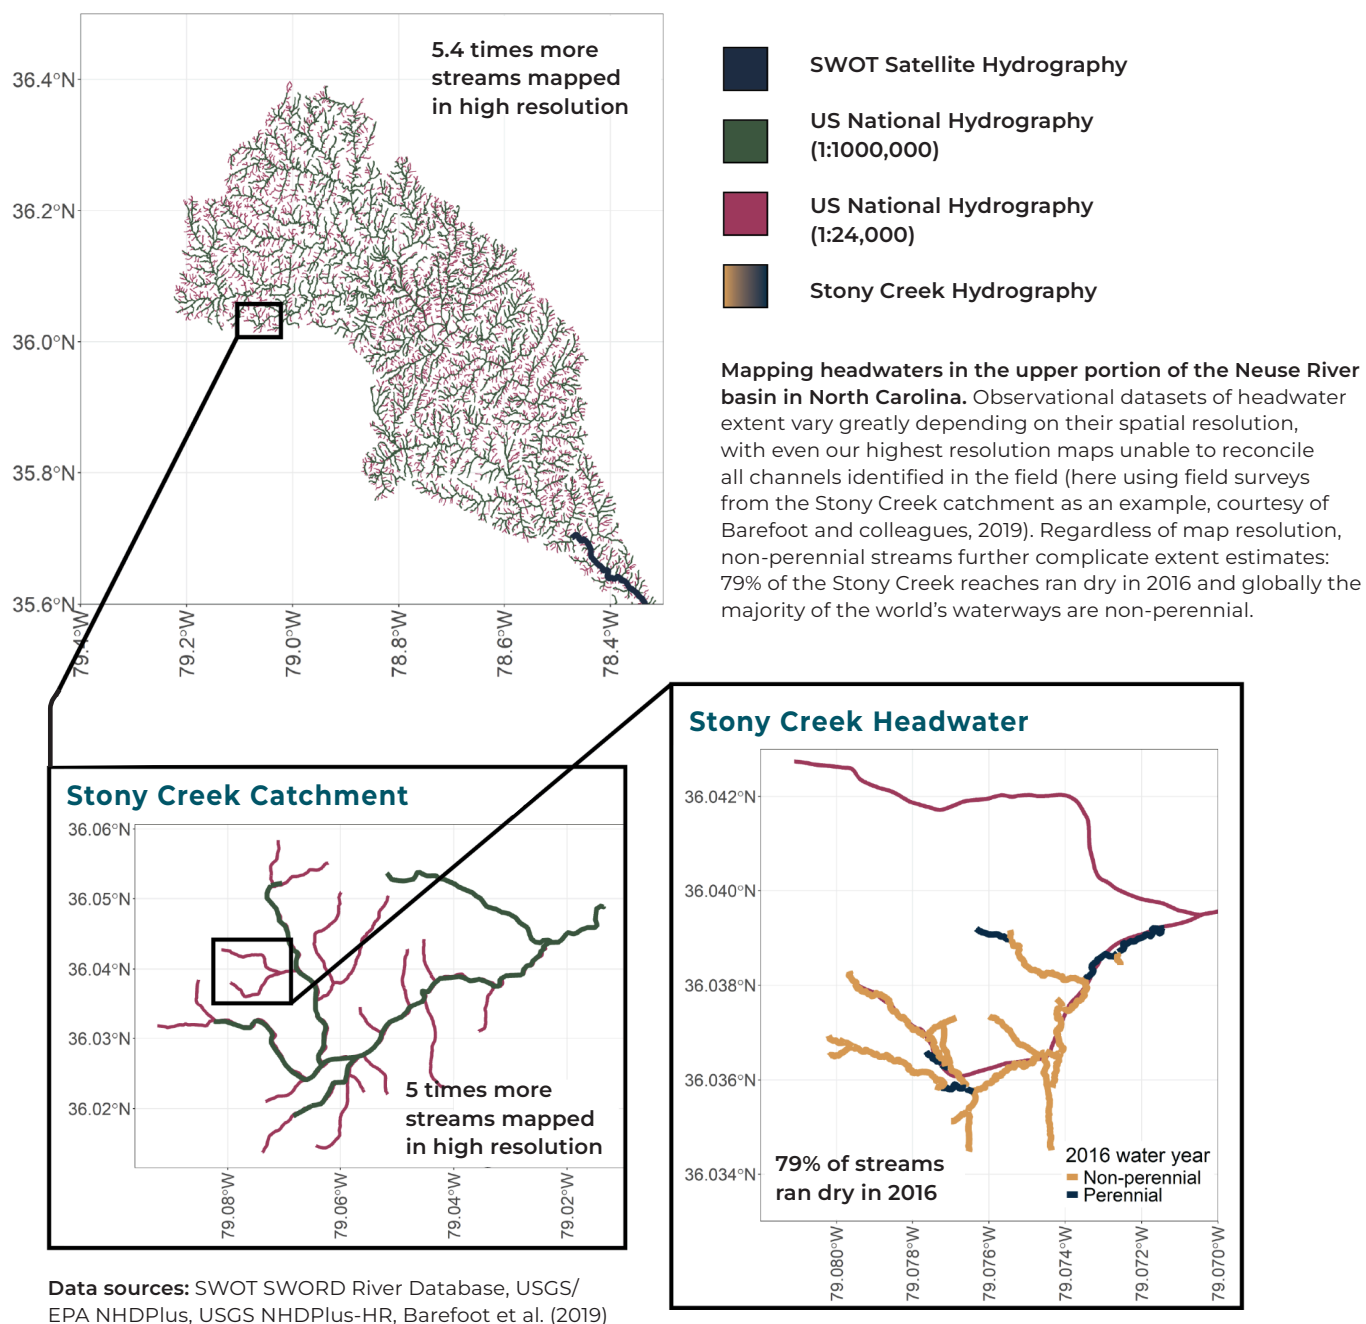 5.4 times more
streams mapped
in high resolution
36.4°N
36.2°N
36.0°N
35.8°N
35.6°N
79.4°W
79.2°W
79.0°W
78.8°W
78.6°W
78.4°W
SWOT Satellite Hydrography
US National Hydrography
(1:1000,000)
US National Hydrography
(1:24,000)
Stony Creek Hydrography
Mapping headwaters in the upper portion of the Neuse River
basin in North Carolina. Observational datasets of headwater
extent vary greatly depending on their spatial resolution,
with even our highest resolution maps unable to reconcile
all channels identified in the field (here using field surveys
from the Stony Creek catchment as an example, courtesy of
Barefoot and colleagues, 2019). Regardless of map resolution,
non-perennial streams further complicate extent estimates:
79% of the Stony Creek reaches ran dry in 2016 and globally the
majority of the world's waterways are non-perennial.
Stony Creek Catchment
36.06°N
36.05°N
36.04°N
36.03°N
36.02°N
5 times more
streams mapped
in high resolution
79.08°W
79.06°W
79.04°W
79.02°W
Stony Creek Headwater
36.042°N
36.040°N
36.038°N
36.036°N
36.034°N
79% of streams
ran dry in 2016
2016 water year
Non-perennial
Perennial
79.080°W
79.078°W
79.076°W
79.074°W
79.072°W
79.070°W
Data sources: SWOT SWORD River Database, USGS/
EPA NHDPlus, USGS NHDPlus-HR, Barefoot et al. (2019)